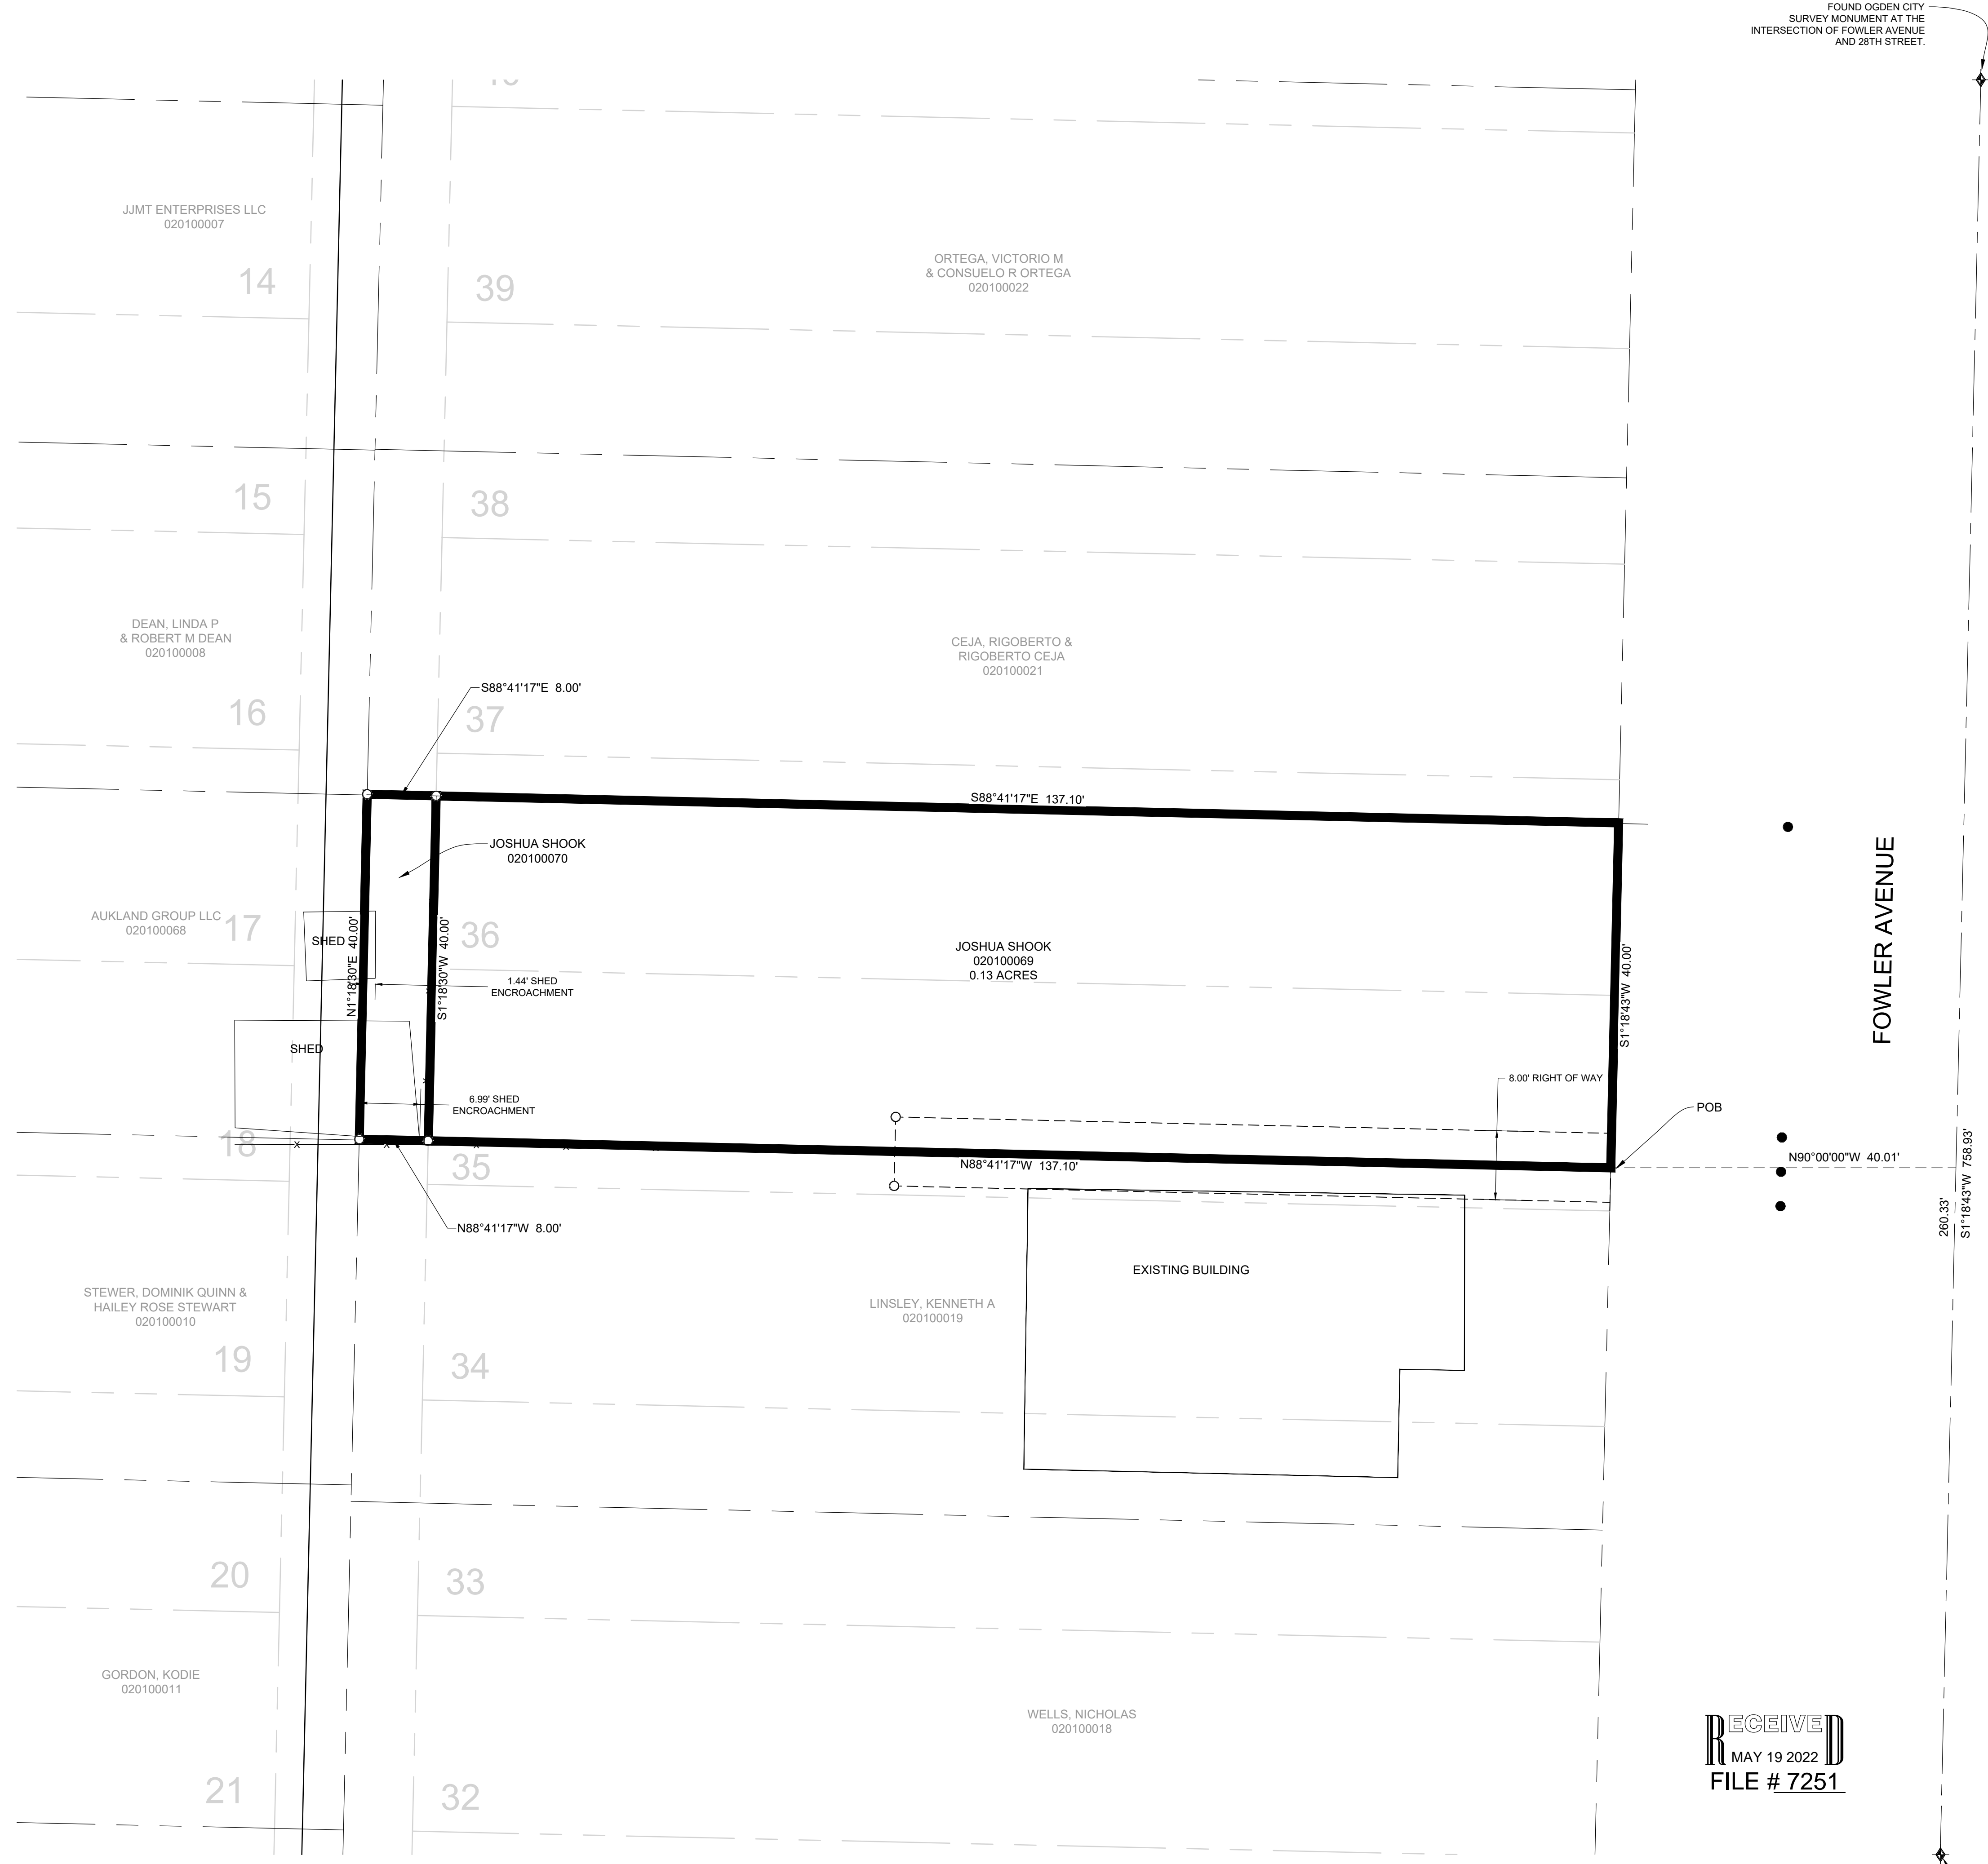 FOUND OGDEN CITY
SURVEY MONUMENT AT THE
INTERSECTION OF FOWLER AVENUE
AND 28TH STREET.
JJMT ENTERPRISES LLC
020100007
14
39
ORTEGA, VICTORIO M
& CONSUELO R ORTEGA
020100022
15
38
DEAN, LINDA P
& ROBERT M DEAN
020100008
CEJA, RIGOBERTO &
RIGOBERTO CEJA
020100021
16
37
S88°41'17"E 8.00'
S88°41'17"E 137.10'
JOSHUA SHOOK
020100070
AUKLAND GROUP LLC
020100068
17
SHED
N1°18'30"E 40.00'
S1°18'30"W 40.00'
36
1.44' SHED
ENCROACHMENT
JOSHUA SHOOK
020100069
0.13 ACRES
S1°18'43"W 40.00'
FOWLER AVENUE
SHED
6.99' SHED
ENCROACHMENT
8.00' RIGHT OF WAY
POB
18
X
X
X
X
X
35
N88°41'17"W 137.10'
N90°00'00"W 40.01'
260.33'
S1°18'43"W 758.93'
N88°41'17"W 8.00'
EXISTING BUILDING
STEWER, DOMINIK QUINN &
HAILEY ROSE STEWART
020100010
LINSLEY, KENNETH A
020100019
19
34
20
33
GORDON, KODIE
020100011
WELLS, NICHOLAS
020100018
21
32
RECEIVED
MAY 19 2022
FILE # 7251